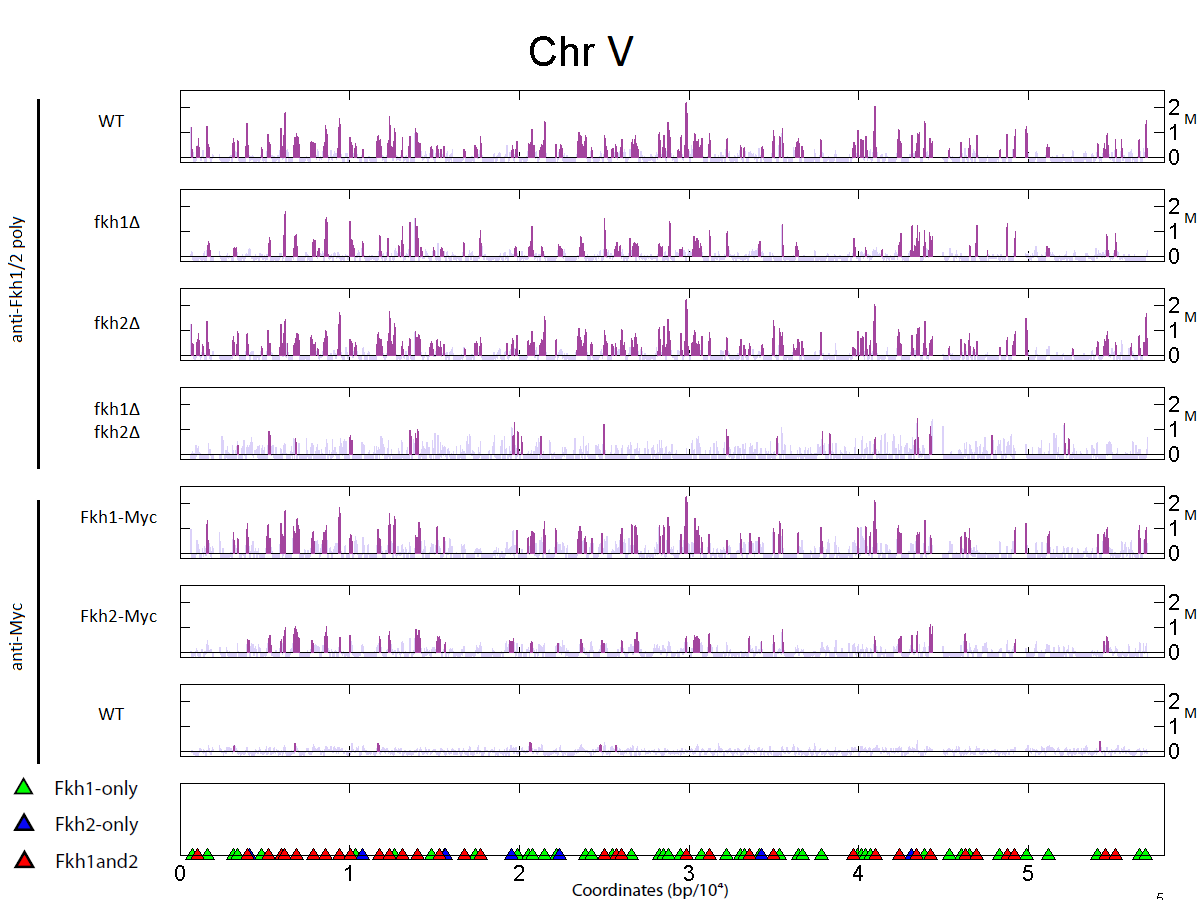 Chr V
anti-Fkh1/2 poly
WT
2
1
0
M
fkh1Δ
2
1
0
M
fkh2Δ
2
1
0
M
fkh1Δ
fkh2Δ
2
1
0
M
anti-Myc
Fkh1-Myc
2
1
0
M
Fkh2-Myc
2
1
0
M
WT
2
1
0
M
Fkh1-only
Fkh2-only
Fkh1and2
0 1 2 3 4 5
Coordinates (bp/10⁴)